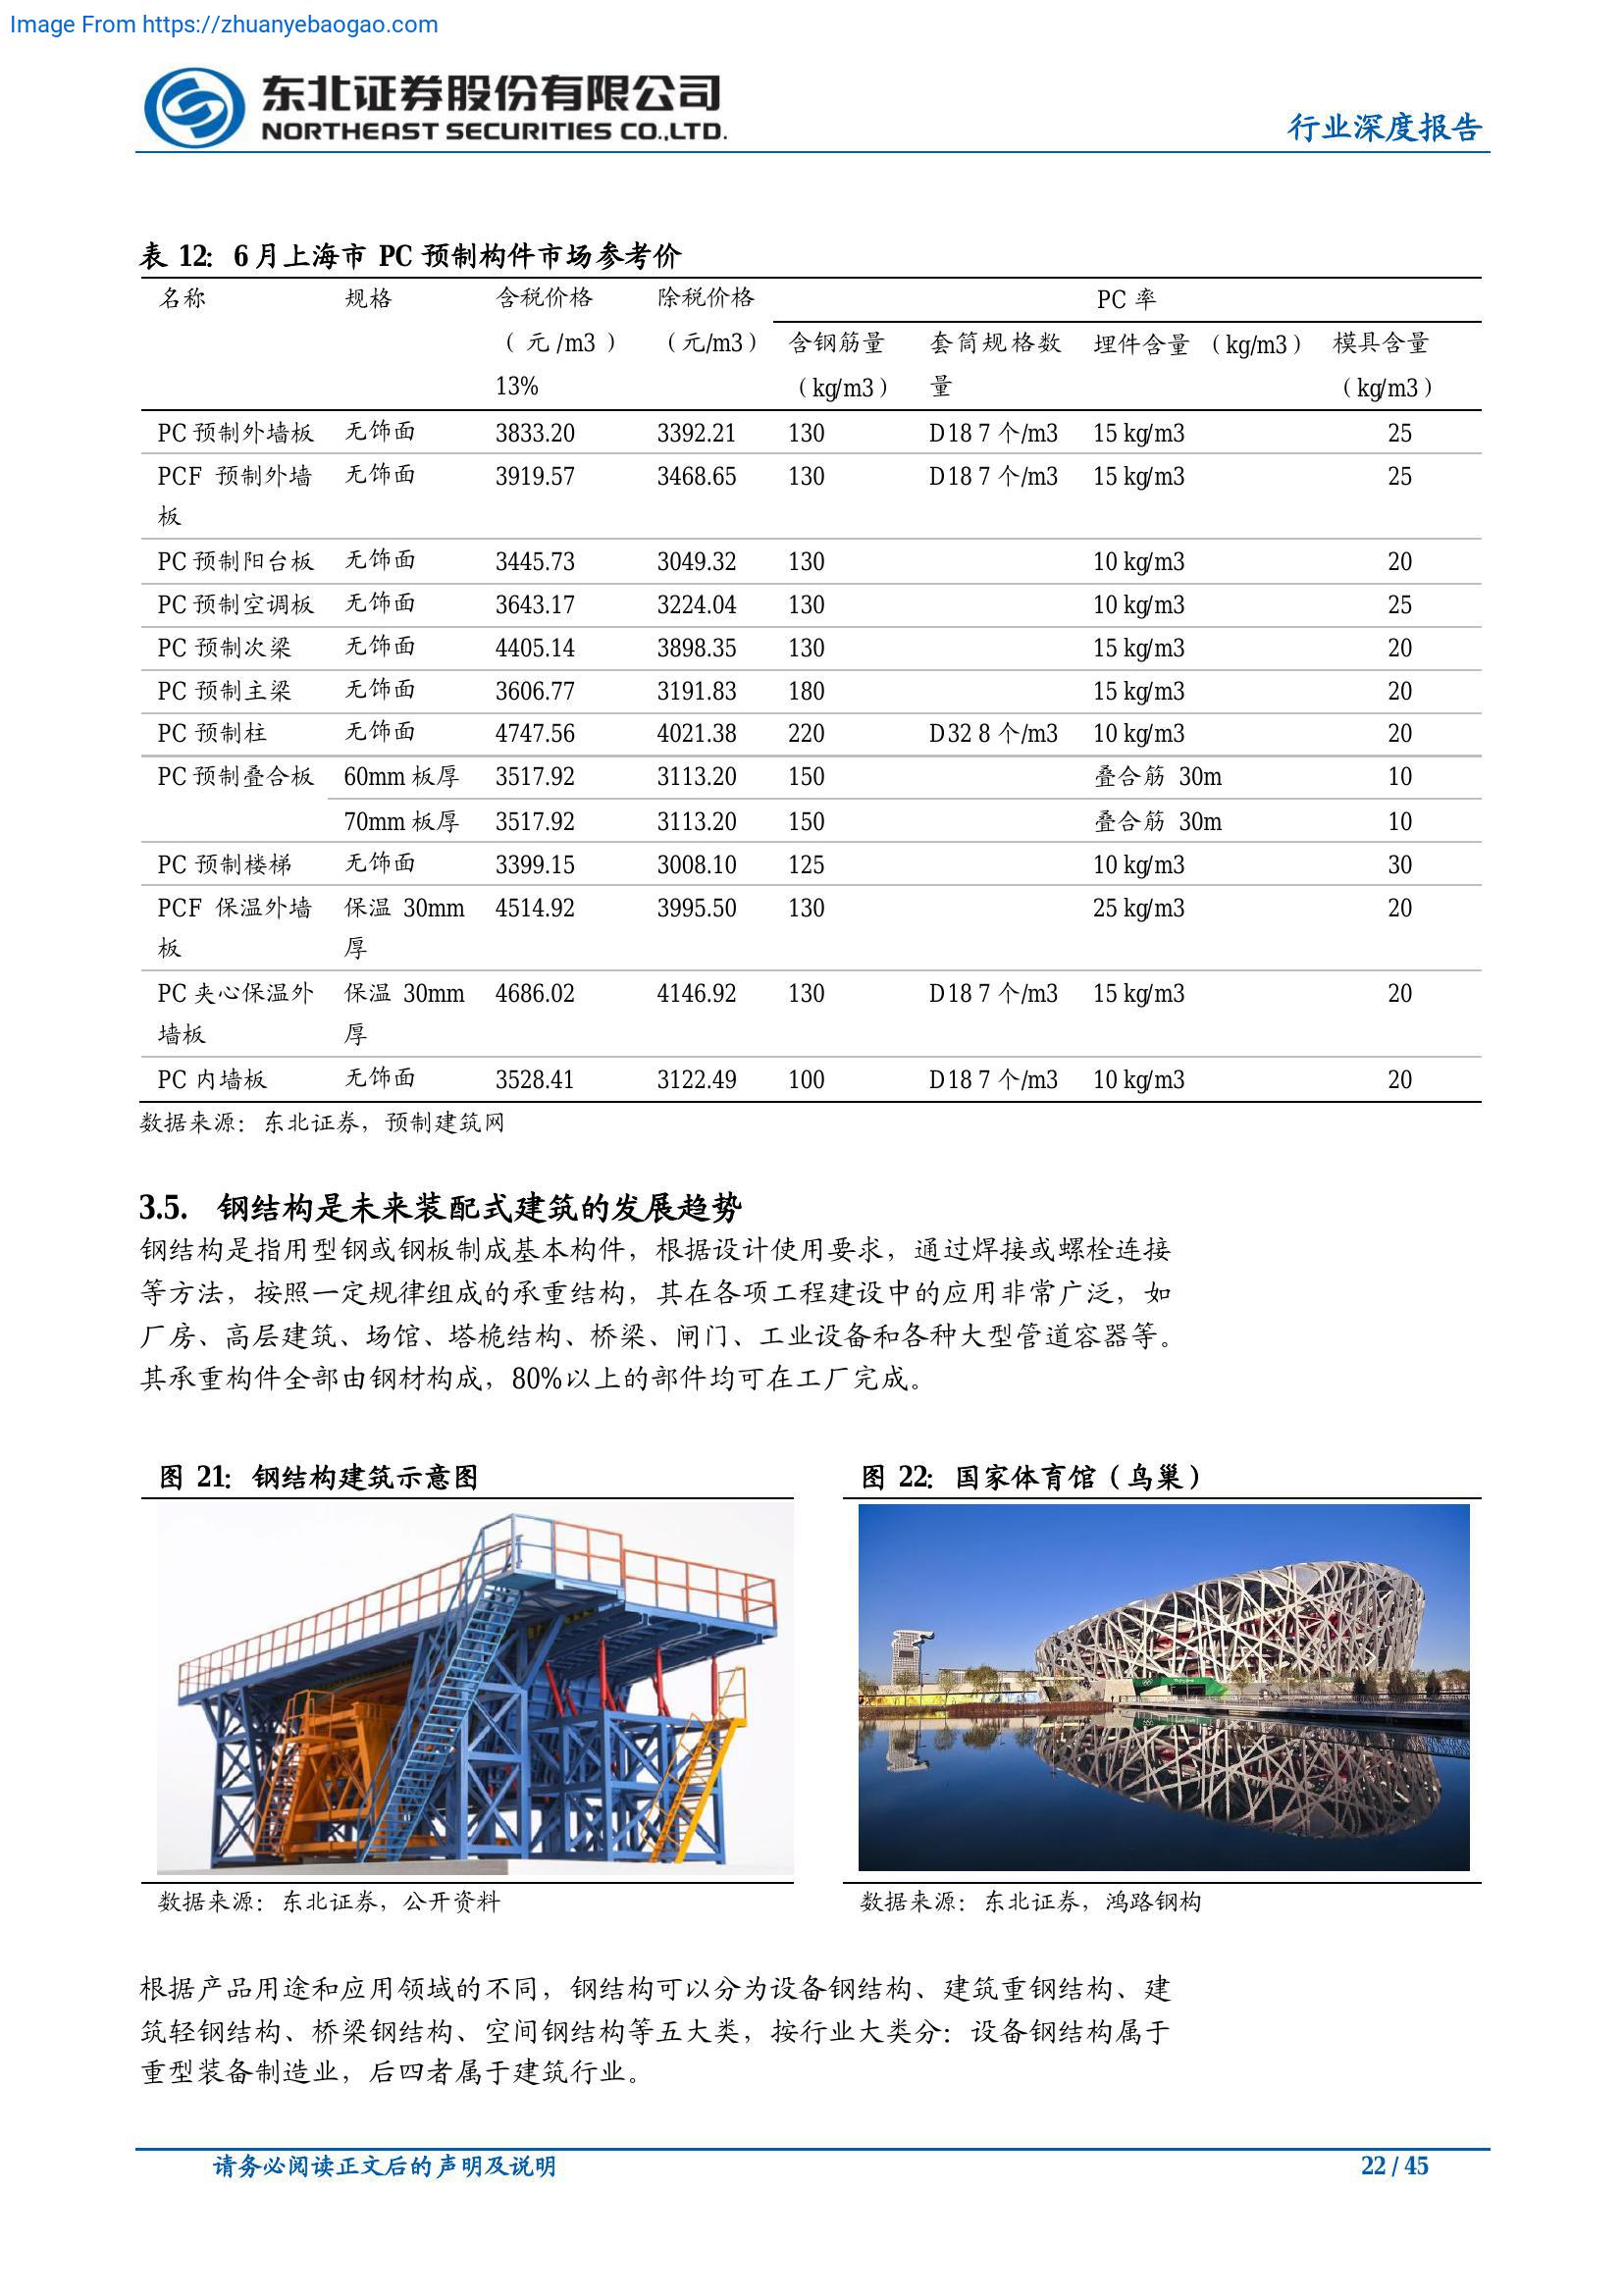 Image From https://zhuanyebaogao.com
东北证券股份有限公司
NORTHEAST SECURITIES CO.,LTD.
行业深度报告
表 12: 6月上海市 PC 预制构件市场参考价
名称 规格 含税价格 除税价格 PC 率
（ 元 /m3 ） （元/m3） 含钢筋量 套筒规格数 埋件含量 （kg/m3） 模具含量
13% （kg/m3） 量 （kg/m3）
PC 预制外墙板 无饰面 3833.20 3392.21 130 D18 7 个/m3 15 kg/m3 25
PCF 预制外墙 无饰面 3919.57 3468.65 130 D18 7 个/m3 15 kg/m3 25
板
PC 预制阳台板 无饰面 3445.73 3049.32 130 10 kg/m3 20
PC 预制空调板 无饰面 3643.17 3224.04 130 10 kg/m3 25
PC 预制次梁 无饰面 4405.14 3898.35 130 15 kg/m3 20
PC 预制主梁 无饰面 3606.77 3191.83 180 15 kg/m3 20
PC 预制柱 无饰面 4747.56 4021.38 220 D32 8 个/m3 10 kg/m3 20
PC 预制叠合板 60mm 板厚 3517.92 3113.20 150 叠合筋 30m 10
70mm 板厚 3517.92 3113.20 150 叠合筋 30m 10
PC 预制楼梯 无饰面 3399.15 3008.10 125 10 kg/m3 30
PCF 保温外墙 保温 30mm 4514.92 3995.50 130 25 kg/m3 20
板 厚
PC 夹心保温外 保温 30mm 4686.02 4146.92 130 D18 7 个/m3 15 kg/m3 20
墙板 厚
PC 内墙板 无饰面 3528.41 3122.49 100 D18 7 个/m3 10 kg/m3 20
数据来源：东北证券，预制建筑网
3.5. 钢结构是未来装配式建筑的发展趋势
钢结构是指用型钢或钢板制成基本构件，根据设计使用要求，通过焊接或螺栓连接
等方法，按照一定规律组成的承重结构，其在各项工程建设中的应用非常广泛，如
厂房、高层建筑、场馆、塔桅结构、桥梁、闸门、工业设备和各种大型管道容器等。
其承重构件全部由钢材构成，80%以上的部件均可在工厂完成。
图 21: 钢结构建筑示意图
图 22: 国家体育馆（鸟巢）
数据来源：东北证券，公开资料
数据来源：东北证券，鸿路钢构
根据产品用途和应用领域的不同，钢结构可以分为设备钢结构、建筑重钢结构、建
筑轻钢结构、桥梁钢结构、空间钢结构等五大类，按行业大类分：设备钢结构属于
重型装备制造业，后四者属于建筑行业。
请务必阅读正文后的声明及说明
22 / 45